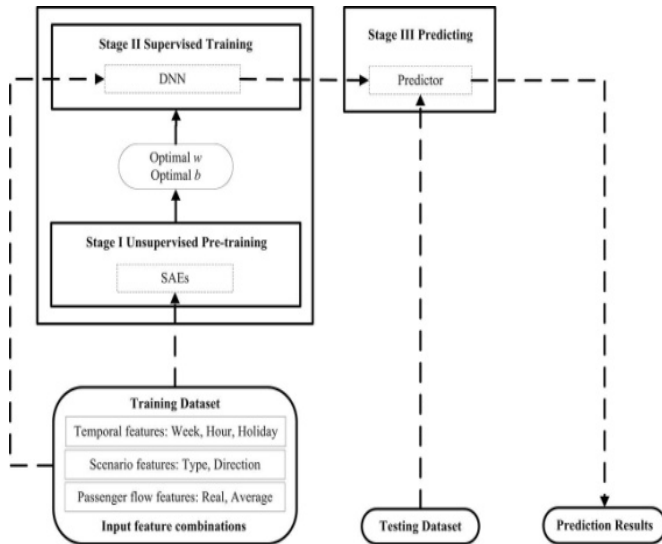 Stage II Supervised Training
DNN
Stage III Predicting
Predictor
Optimal w
Optimal b
Stage I Unsupervised Pre-training
SAEs
Training Dataset
Temporal features: Week, Hour, Holiday
Scenario features: Type, Direction
Passenger flow features: Real, Average
Input feature combinations
Testing Dataset
Prediction Results